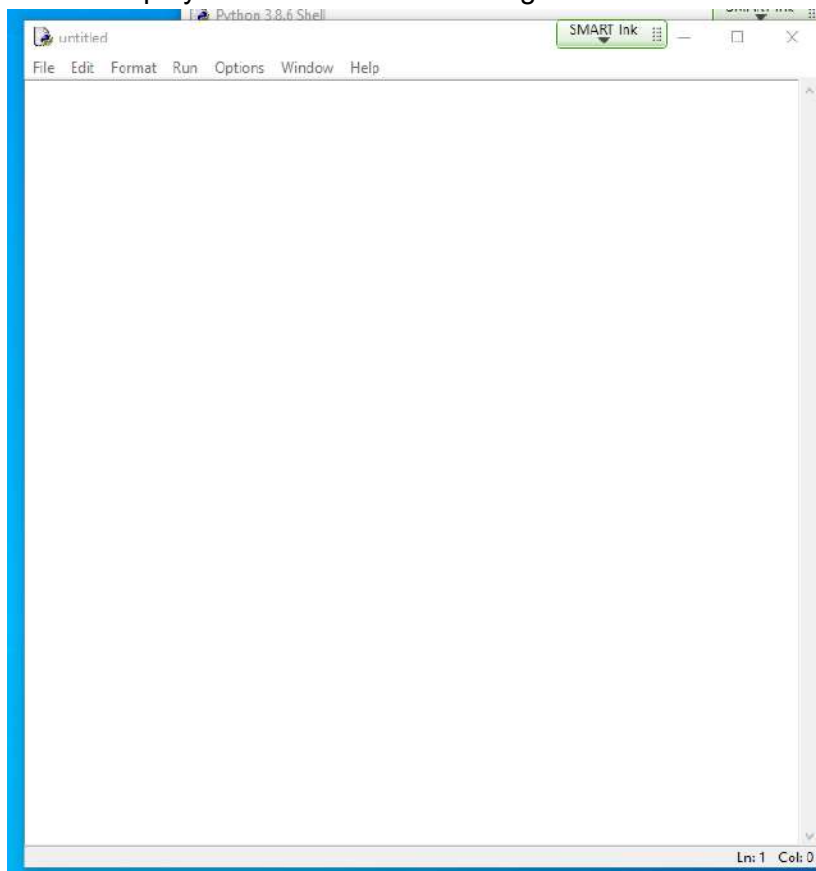 Python 3.8.6 Shell
untitled
SMART Ink
File Edit Format Run Options Window Help
Ln: 1 Col: 0